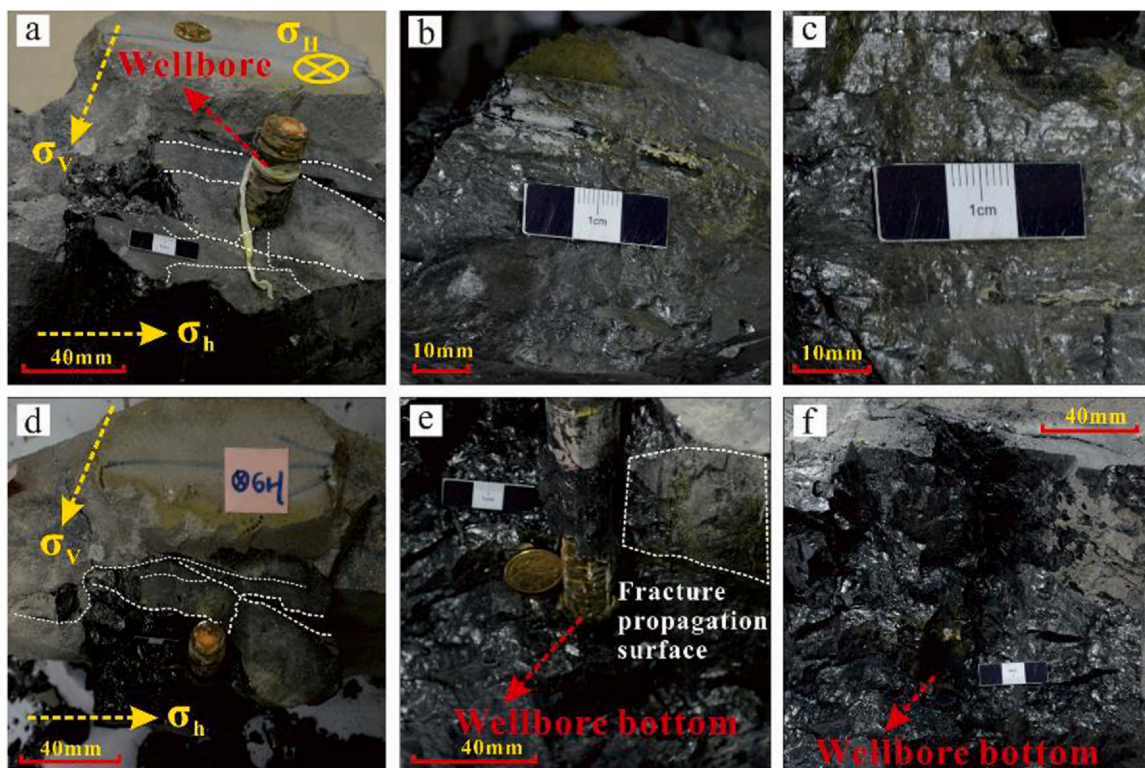 a
σH
Wellbore
σV
σh
40mm
b
1cm
10mm
c
1cm
10mm
d
⊗σH
σV
σh
40mm
e
Fracture
propagation
surface
Wellbore bottom
40mm
f
40mm
Wellbore bottom